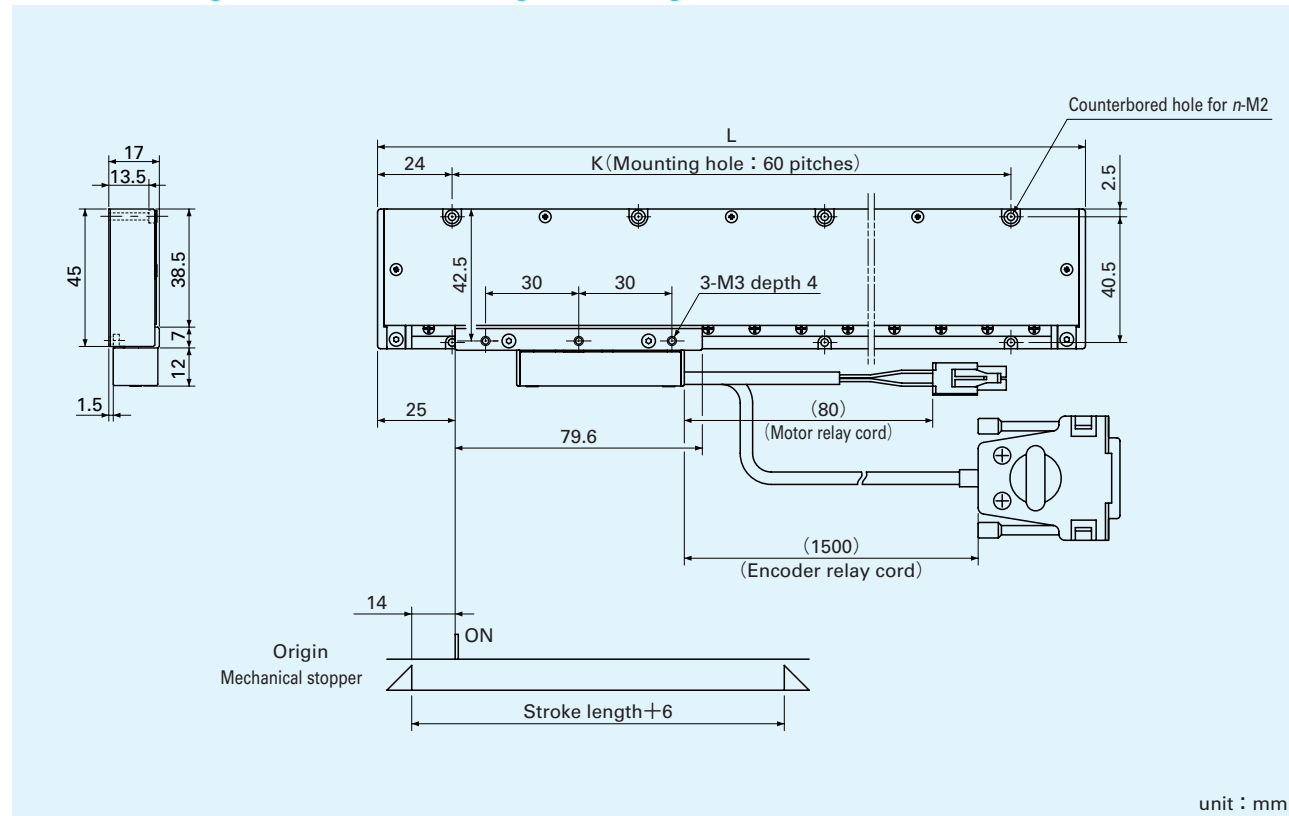 Counterbored hole for n-M2
L
17
24
K(Mounting hole：60 pitches)
13.5
2.5
45
38.5
42.5
30
30
3-M3 depth 4
40.5
7
12
1.5
25
(80)
(Motor relay cord)
79.6
(1500)
(Encoder relay cord)
14
ON
Origin
Mechanical stopper
Stroke length＋6
unit：mm